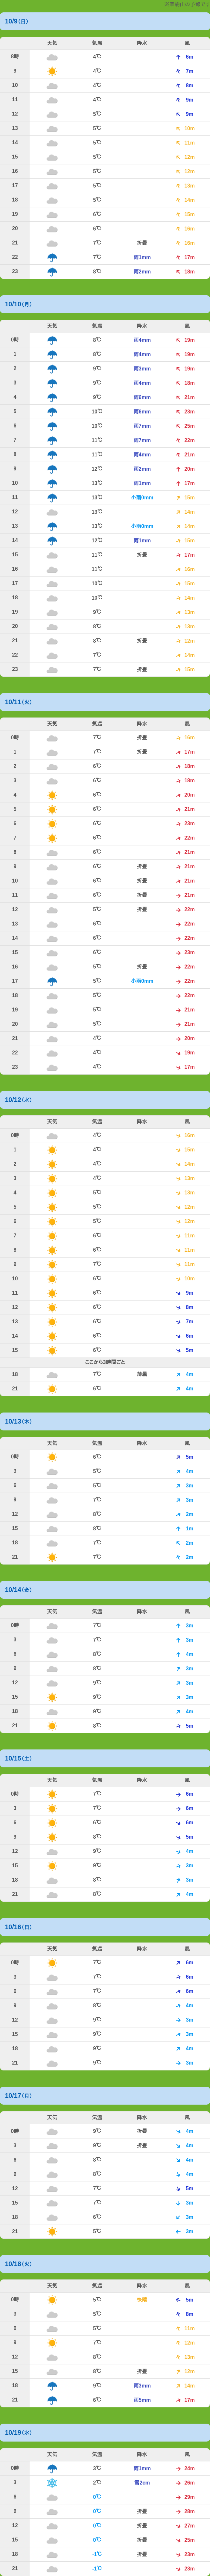 10/9(日)
天気 気温 降水 風
8時 4℃ 6m
9 4℃ 7m
10 4℃ 8m
11 4℃ 9m
12 5℃ 9m
13 5℃ 10m
14 5℃ 11m
15 5℃ 12m
16 5℃ 12m
17 5℃ 13m
18 5℃ 14m
19 6℃ 15m
20 6℃ 16m
21 7℃ 折曇 16m
22 7℃ 雨1mm 17m
23 8℃ 雨2mm 18m
10/10(月)
天気 気温 降水 風
0時 8℃ 雨4mm 19m
1 8℃ 雨4mm 19m
2 9℃ 雨3mm 19m
3 9℃ 雨4mm 18m
4 9℃ 雨6mm 21m
5 10℃ 雨6mm 23m
6 10℃ 雨7mm 25m
7 11℃ 雨7mm 22m
8 11℃ 雨4mm 21m
9 12℃ 雨2mm 20m
10 13℃ 雨1mm 17m
11 13℃ 小雨0mm 15m
12 13℃ 14m
13 13℃ 小雨0mm 14m
14 12℃ 雨1mm 15m
15 11℃ 折曇 17m
16 11℃ 16m
17 10℃ 15m
18 10℃ 14m
19 9℃ 13m
20 8℃ 13m
21 8℃ 折曇 12m
22 7℃ 14m
23 7℃ 折曇 15m
10/11(火)
天気 気温 降水 風
0時 7℃ 折曇 16m
1 7℃ 折曇 17m
2 6℃ 18m
3 6℃ 18m
4 6℃ 20m
5 6℃ 21m
6 6℃ 23m
7 6℃ 22m
8 6℃ 21m
9 6℃ 折曇 21m
10 6℃ 折曇 21m
11 6℃ 折曇 21m
12 5℃ 折曇 22m
13 6℃ 22m
14 6℃ 22m
15 6℃ 23m
16 5℃ 折曇 22m
17 5℃ 小雨0mm 22m
18 5℃ 22m
19 5℃ 21m
20 5℃ 21m
21 4℃ 20m
22 4℃ 19m
23 4℃ 17m
10/12(水)
天気 気温 降水 風
0時 4℃ 16m
1 4℃ 15m
2 4℃ 14m
3 4℃ 13m
4 5℃ 13m
5 5℃ 12m
6 5℃ 12m
7 6℃ 11m
8 6℃ 11m
9 7℃ 11m
10 6℃ 10m
11 6℃ 9m
12 6℃ 8m
13 6℃ 7m
14 6℃ 6m
15 6℃ 5m
ここから3時間ごと
18 7℃ 薄曇 4m
21 6℃ 4m
10/13(木)
天気 気温 降水 風
0時 6℃ 5m
3 5℃ 4m
6 5℃ 3m
9 7℃ 3m
12 8℃ 2m
15 8℃ 1m
18 7℃ 2m
21 7℃ 2m
10/14(金)
天気 気温 降水 風
0時 7℃ 3m
3 7℃ 3m
6 8℃ 4m
9 8℃ 3m
12 9℃ 3m
15 9℃ 3m
18 9℃ 4m
21 8℃ 5m
10/15(土)
天気 気温 降水 風
0時 7℃ 6m
3 7℃ 6m
6 6℃ 6m
9 8℃ 5m
12 9℃ 4m
15 9℃ 3m
18 8℃ 3m
21 8℃ 4m
10/16(日)
天気 気温 降水 風
0時 7℃ 6m
3 7℃ 6m
6 7℃ 6m
9 8℃ 4m
12 9℃ 3m
15 9℃ 3m
18 9℃ 4m
21 9℃ 3m
10/17(月)
天気 気温 降水 風
0時 9℃ 折曇 4m
3 9℃ 折曇 4m
6 8℃ 4m
9 8℃ 4m
12 7℃ 5m
15 7℃ 3m
18 6℃ 3m
21 5℃ 3m
10/18(火)
天気 気温 降水 風
0時 5℃ 5m
3 5℃ 8m
6 5℃ 11m
9 7℃ 12m
12 8℃ 13m
15 8℃ 折曇 12m
18 9℃ 雨3mm 14m
21 6℃ 雨5mm 17m
10/19(水)
天気 気温 降水 風
0時 3℃ 雨1mm 24m
3 2℃ 雪2cm 26m
6 0℃ 29m
9 0℃ 折曇 28m
12 0℃ 折曇 27m
15 0℃ 折曇 25m
18 -1℃ 折曇 23m
21 -1℃ 23m